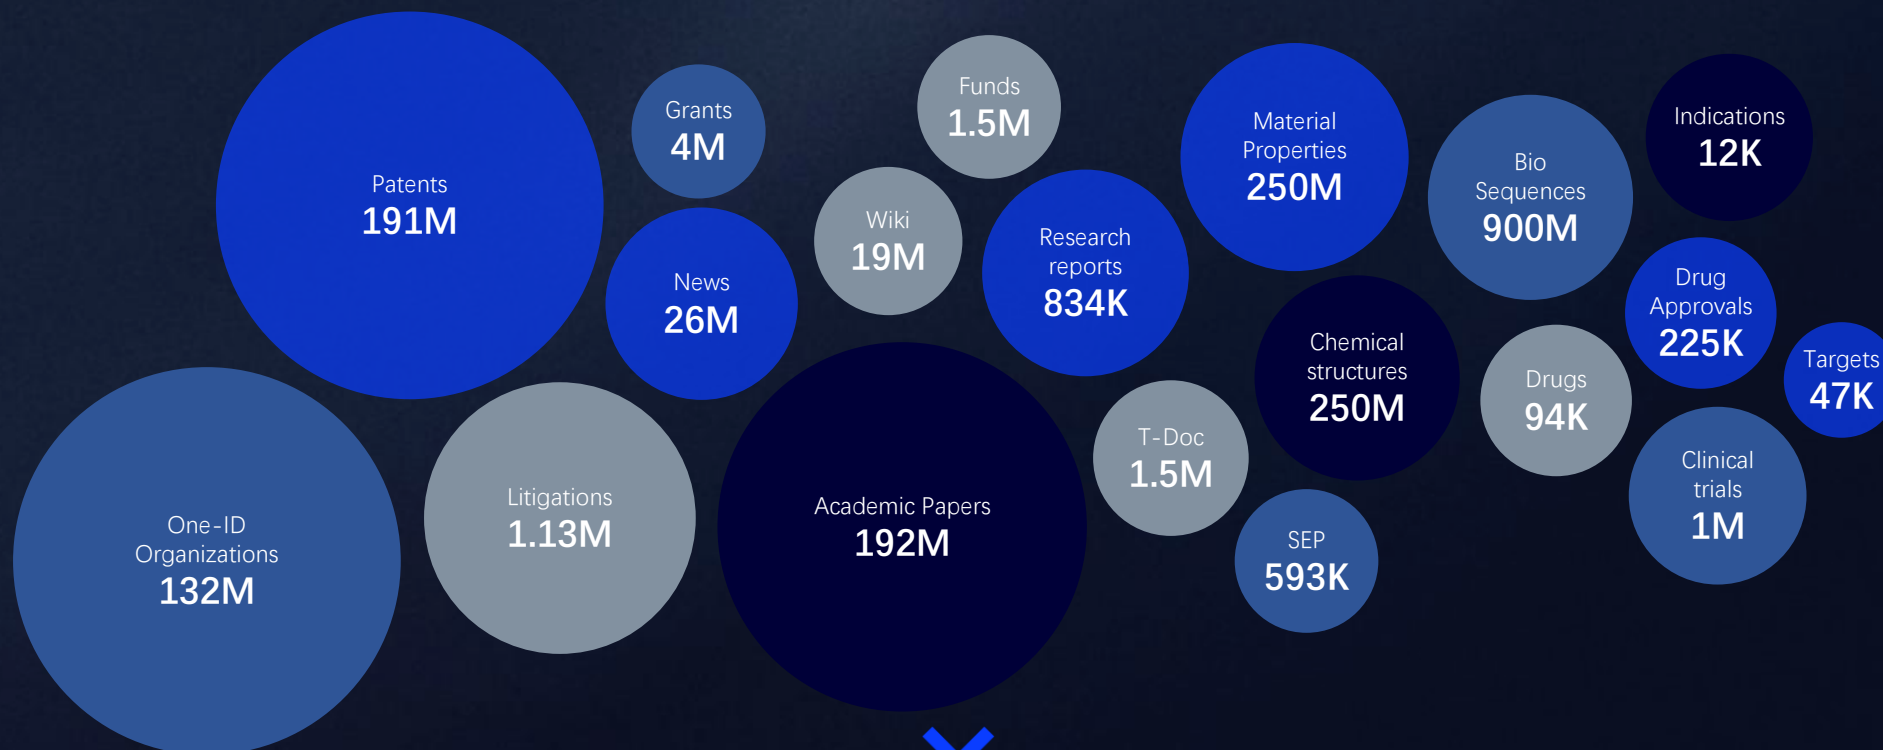 Patents
191M
Grants
4M
Funds
1.5M
Material
Properties
250M
Bio
Sequences
900M
Indications
12K
News
26M
Wiki
19M
Research
reports
834K
Drug
Approvals
225K
Chemical
structures
250M
Drugs
94K
Targets
47K
One-ID
Organizations
132M
Litigations
1.13M
Academic Papers
192M
T-Doc
1.5M
SEP
593K
Clinical
trials
1M